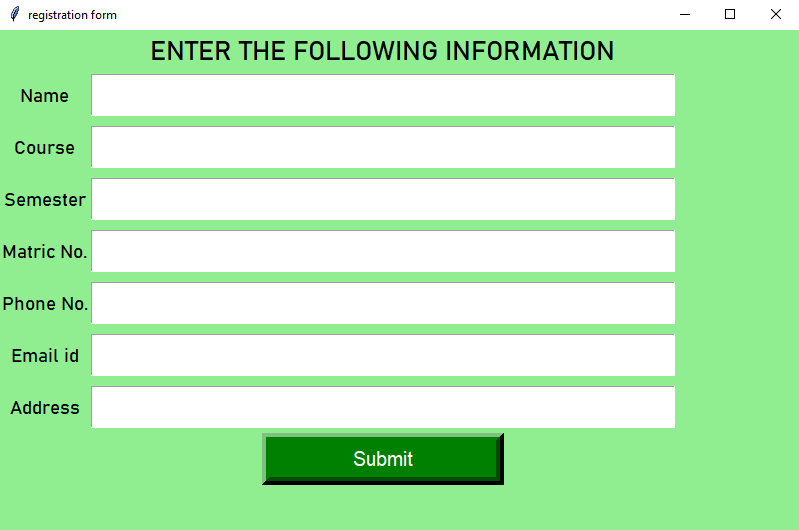 registration form
ENTER THE FOLLOWING INFORMATION
Name
Course
Semester
Matric No.
Phone No.
Email id
Address
Submit